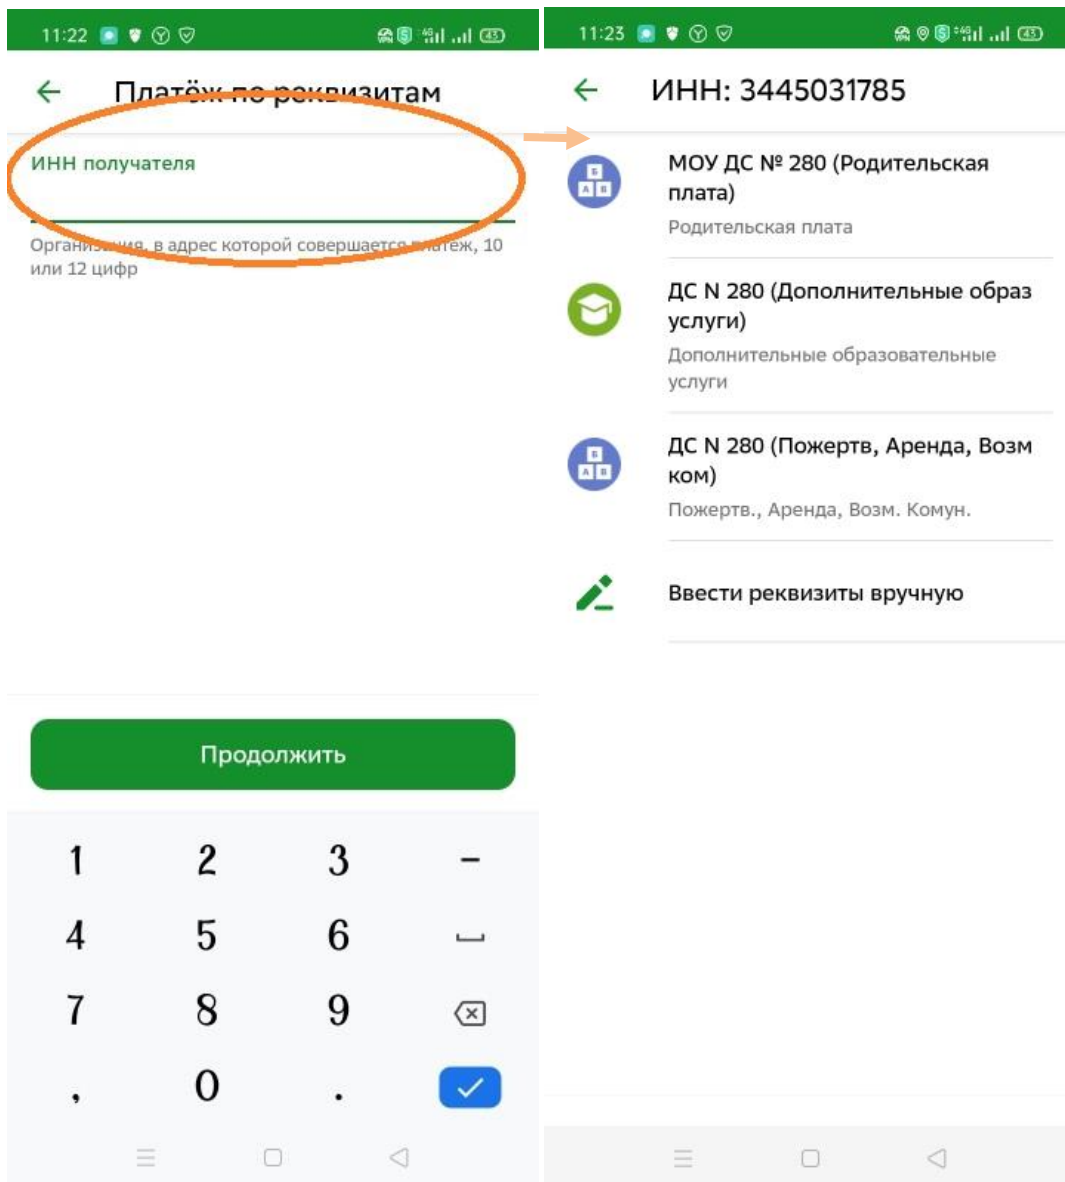 11:22
43
Платёж по реквизитам
ИНН получателя
Организация, в адрес которой совершается платёж, 10
или 12 цифр
Продолжить
1 2 3 -
4 5 6
7 8 9
, 0 .
11:23
43
ИНН: 3445031785
МОУ ДС № 280 (Родительская
плата)
Родительская плата
ДС N 280 (Дополнительные образ
услуги)
Дополнительные образовательные
услуги
ДС N 280 (Пожертв, Аренда, Возм
ком)
Пожертв., Аренда, Возм. Комун.
Ввести реквизиты вручную